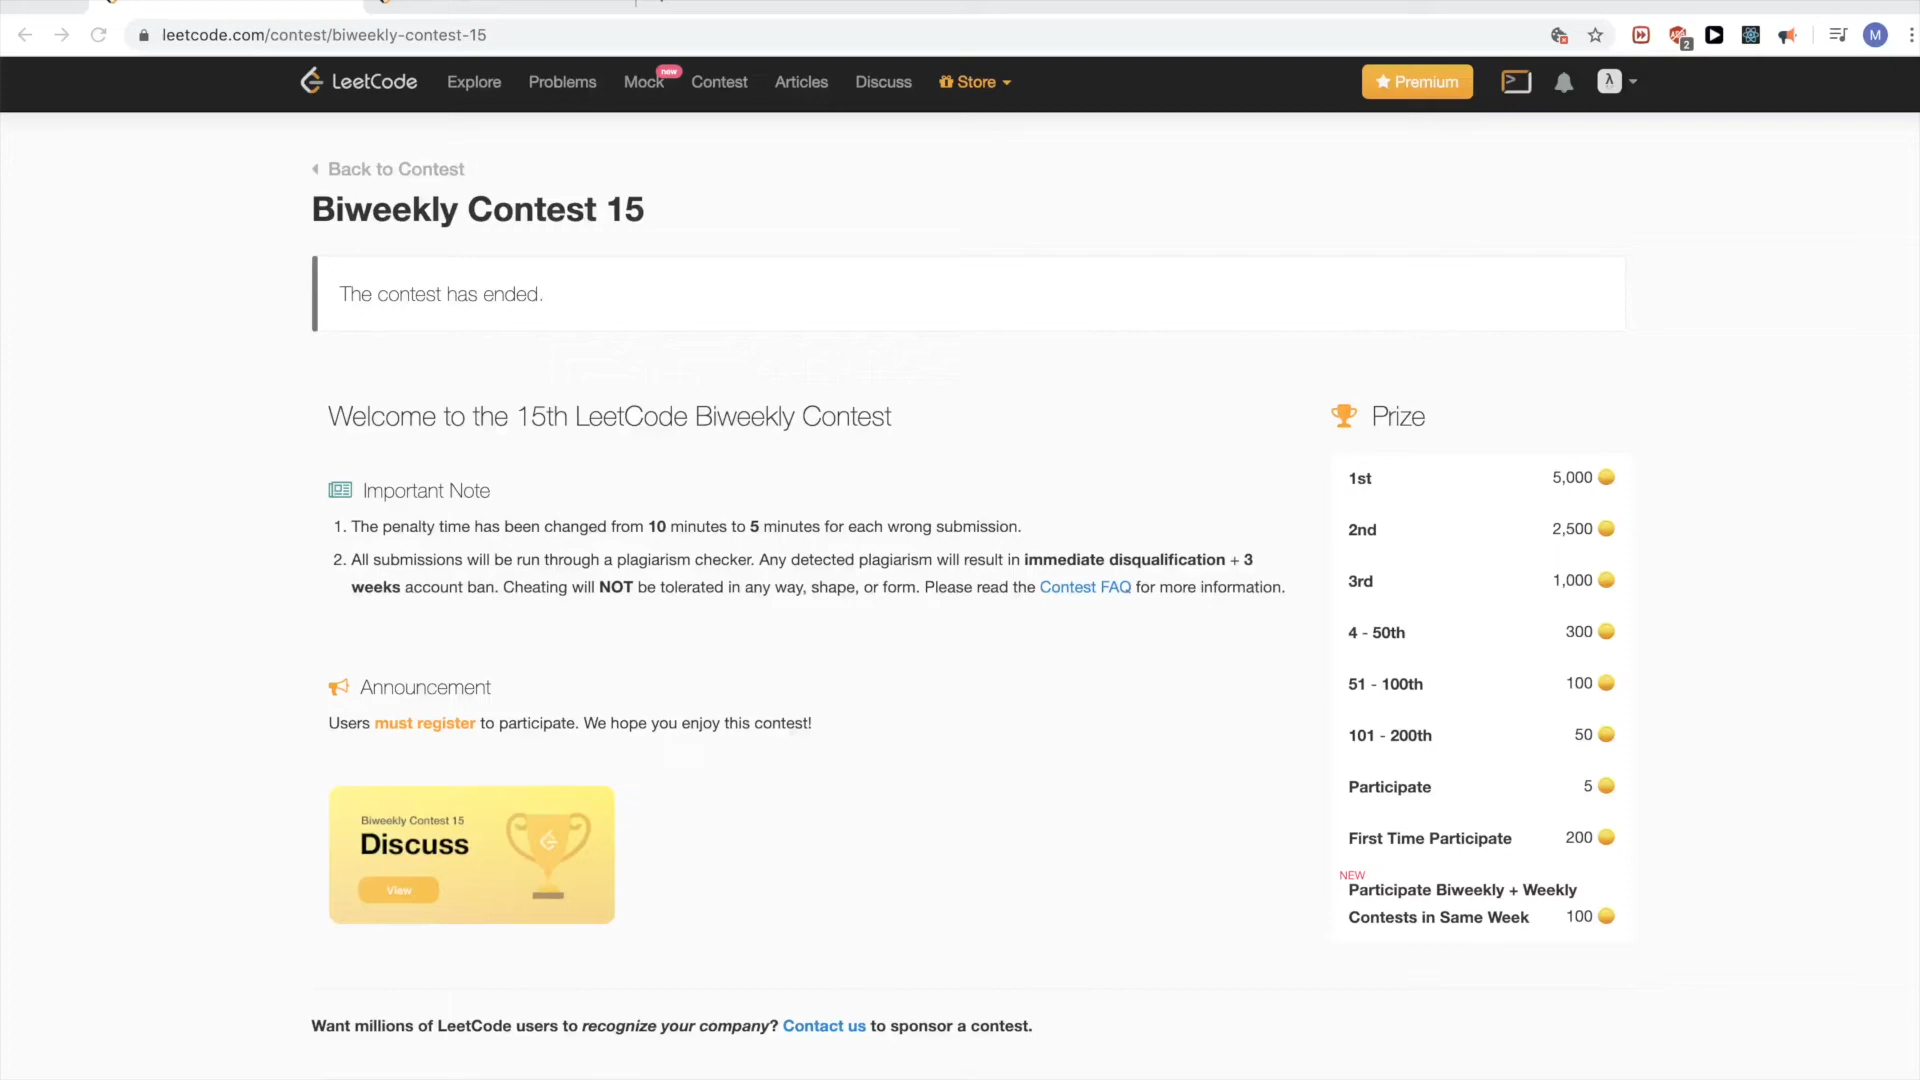 leetcode.com/contest/biweekly-contest-15
2
M
LeetCode Explore Problems Mock new Contest Articles Discuss Store Premium
Back to Contest
Biweekly Contest 15
The contest has ended.
Welcome to the 15th LeetCode Biweekly Contest
Important Note
1. The penalty time has been changed from 10 minutes to 5 minutes for each wrong submission.
2. All submissions will be run through a plagiarism checker. Any detected plagiarism will result in immediate disqualification + 3
weeks account ban. Cheating will NOT be tolerated in any way, shape, or form. Please read the Contest FAQ for more information.
Announcement
Users must register to participate. We hope you enjoy this contest!
Biweekly Contest 15
Discuss
View
Prize
1st 5,000
2nd 2,500
3rd 1,000
4 - 50th 300
51 - 100th 100
101 - 200th 50
Participate 5
First Time Participate 200
NEW
Participate Biweekly + Weekly
Contests in Same Week 100
Want millions of LeetCode users to recognize your company? Contact us to sponsor a contest.